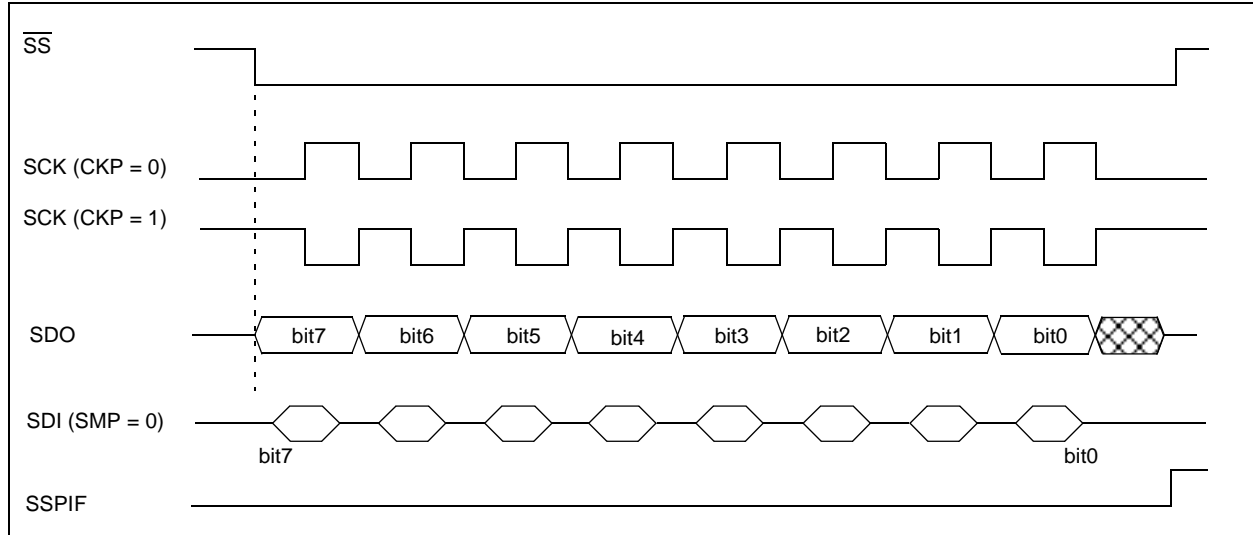 S̅S̅
SCK (CKP = 0)
SCK (CKP = 1)
SDO
bit7 bit6 bit5 bit4 bit3 bit2 bit1 bit0
SDI (SMP = 0)
bit7 bit0
SSPIF